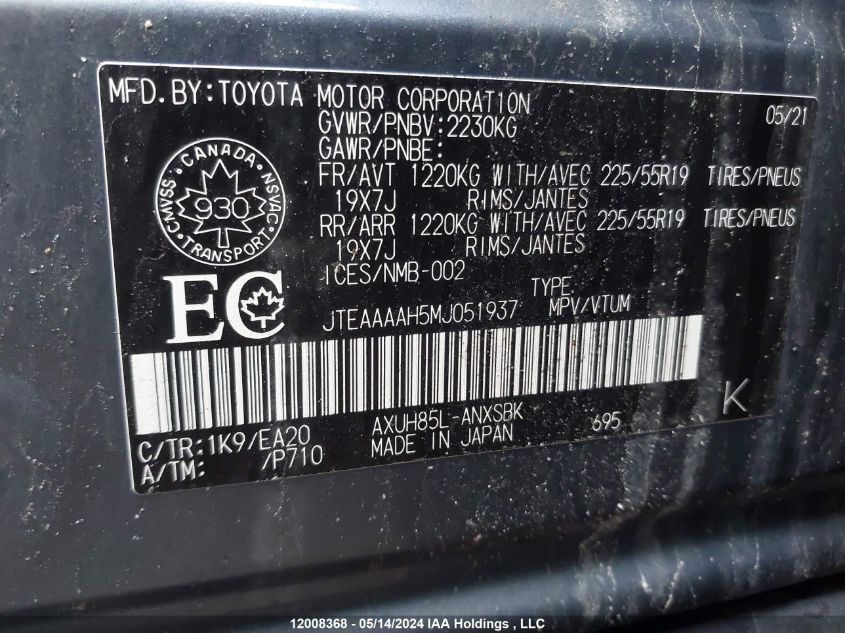 MFD. BY: TOYOTA MOTOR CORPORATION 05/21
GVWR/PNBV: 2230KG
GAWR/PNBE:
FR/AVT 1220KG WITH/AVEC 225/55R19 TIRES/PNEUS
19X7J RIMS/JANTES
RR/ARR 1220KG WITH/AVEC 225/55R19 TIRES/PNEUS
19X7J RIMS/JANTES
ICES/NMB-002
CANADA
CMVSS 930 NSVAC
TRANSPORT
EC
TYPE
JTEAAAAH5MJ051937 MPV/V.TUM
K
C/TR: 1K9/EA20 AXUH85L-ANXSBK 695
A/TM: /P710 MADE IN JAPAN
12008368 - 05/14/2024 IAA Holdings , LLC